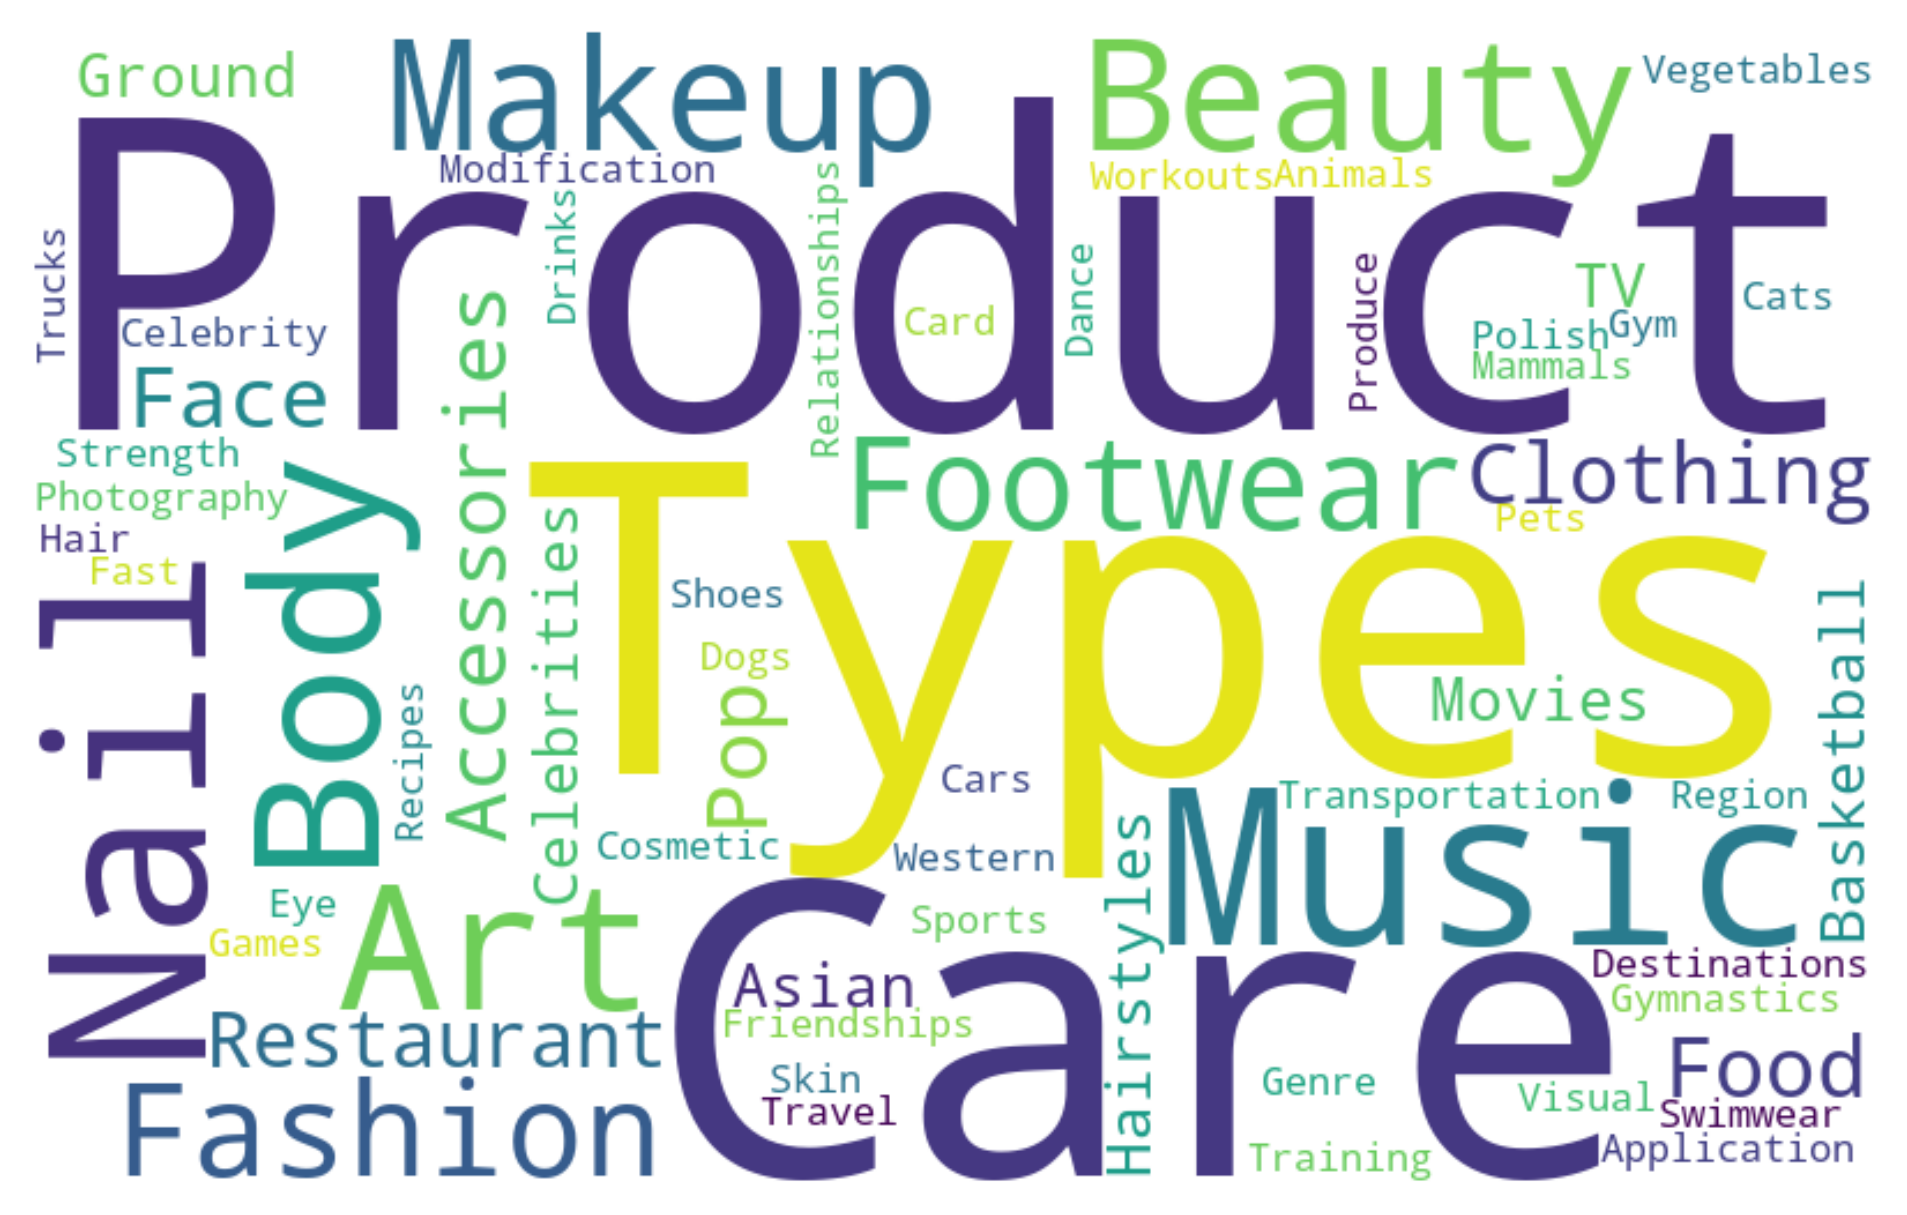 Ground
Makeup
Beauty
Vegetables
Modification
Workouts
Animals
Product
Trucks
Drinks
Relationships
Dance
Produce
TV
Cats
Celebrity
Card
Polish
Gym
Mammals
Face
Accessories
Strength
Footwear
Clothing
Photography
Body
Pets
Hair
Fast
Nail
Celebrities
Types
Shoes
Dogs
Pop
Movies
Basketball
Recipes
Cars
Transportation
Region
Music
Cosmetic
Western
Hairstyles
Eye
Art
Sports
Games
Care
Asian
Destinations
Gymnastics
Restaurant
Friendships
Food
Skin
Genre
Visual
Travel
Swimwear
Fashion
Training
Application